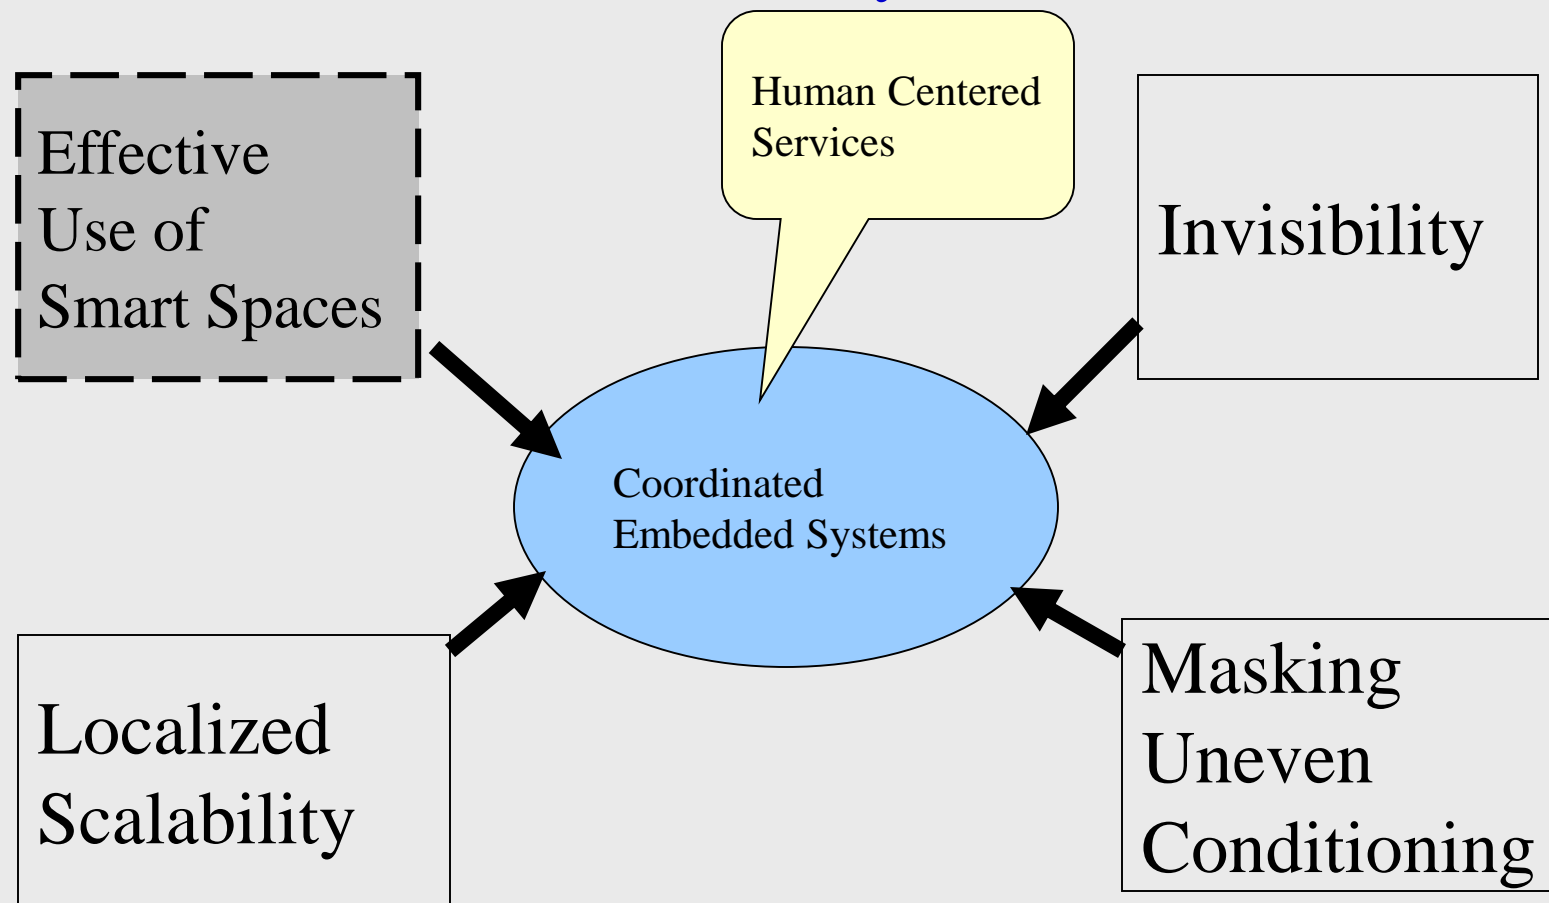 Human Centered
Services
Effective
Use of
Smart Spaces
Invisibility
Coordinated
Embedded Systems
Localized
Scalability
Masking
Uneven
Conditioning